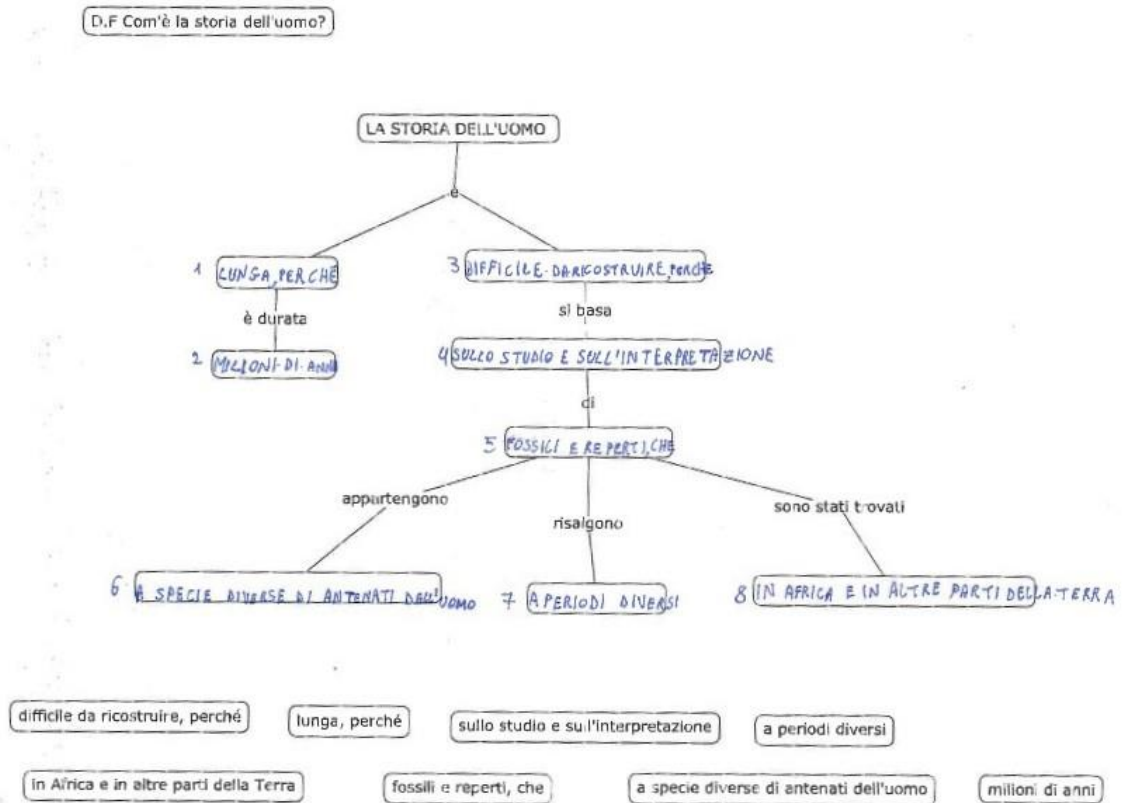 D.F Com'è la storia dell'uomo?
LA STORIA DELL'UOMO
è
1 LUNGA, PERCHÉ
3 DIFFICILE DA RICOSTRUIRE, PERCHÉ
è durata
si basa
2 MILIONI DI ANNI
4 SULLO STUDIO E SULL'INTERPRETAZIONE
di
5 FOSSILI E REPERTI, CHE
appartengono
risalgono
sono stati trovati
6 A SPECIE DIVERSE DI ANTENATI DELL'UOMO
7 A PERIODI DIVERSI
8 IN AFRICA E IN ALTRE PARTI DELLA TERRA
difficile da ricostruire, perché
lunga, perché
sullo studio e sull'interpretazione
a periodi diversi
in Africa e in altre parti della Terra
fossili e reperti, che
a specie diverse di antenati dell'uomo
milioni di anni